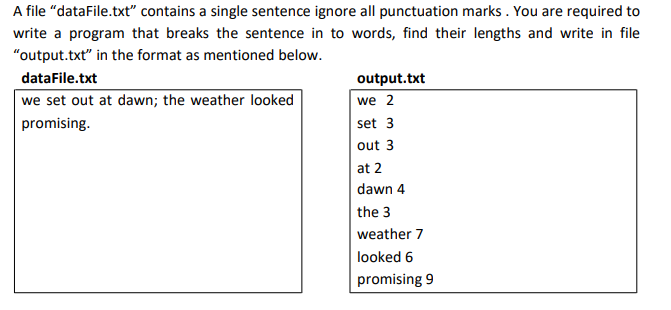 A file “dataFile.txt” contains a single sentence ignore all punctuation marks . You are required to
write a program that breaks the sentence in to words, find their lengths and write in file
“output.txt” in the format as mentioned below.
dataFile.txt
we set out at dawn; the weather looked
promising.
output.txt
we 2
set 3
out 3
at 2
dawn 4
the 3
weather 7
looked 6
promising 9